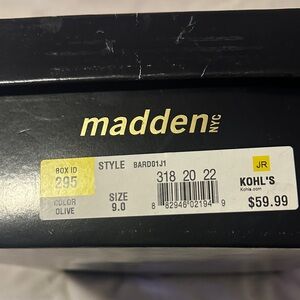 madden NYC
BOX ID
295
STYLE BARD01J1
318 20 22
JR
KOHL'S
Kohls.com
COLOR
OLIVE
SIZE
9.0
8 82946 02194 9
$59.99